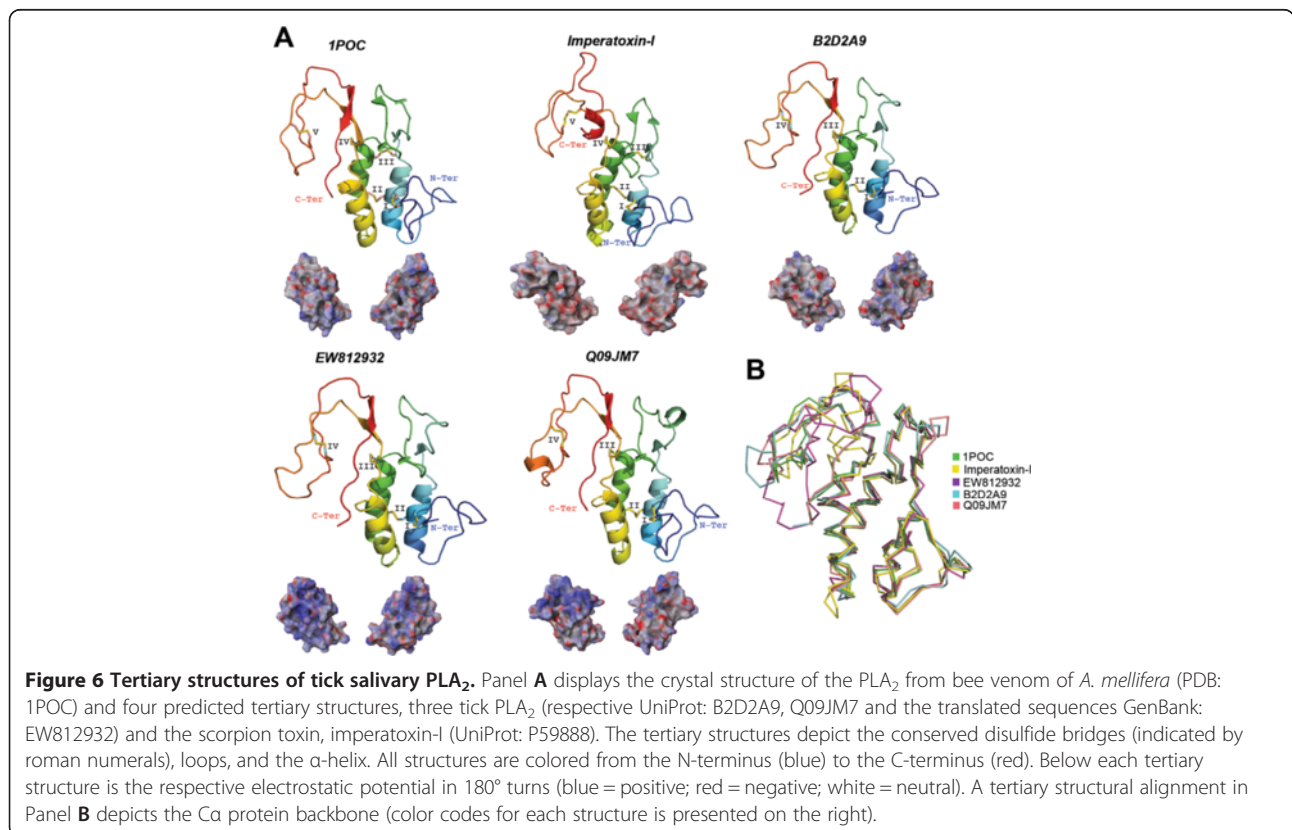 A
1POC
Imperatoxin-I
B2D2A9
V
IV
III
C-Ter
II
I
N-Ter
V
C-Ter
IV
III
II
I
N-Ter
IV
III
II
I
C-Ter
N-Ter
EW812932
Q09JM7
B
IV
III
II
I
C-Ter
N-Ter
IV
III
II
I
C-Ter
N-Ter
1POC
Imperatoxin-I
EW812932
B2D2A9
Q09JM7
Figure 6 Tertiary structures of tick salivary PLA₂. Panel A displays the crystal structure of the PLA₂ from bee venom of A. mellifera (PDB:
1POC) and four predicted tertiary structures, three tick PLA₂ (respective UniProt: B2D2A9, Q09JM7 and the translated sequences GenBank:
EW812932) and the scorpion toxin, imperatoxin-I (UniProt: P59888). The tertiary structures depict the conserved disulfide bridges (indicated by
roman numerals), loops, and the α-helix. All structures are colored from the N-terminus (blue) to the C-terminus (red). Below each tertiary
structure is the respective electrostatic potential in 180° turns (blue = positive; red = negative; white = neutral). A tertiary structural alignment in
Panel B depicts the Cα protein backbone (color codes for each structure is presented on the right).